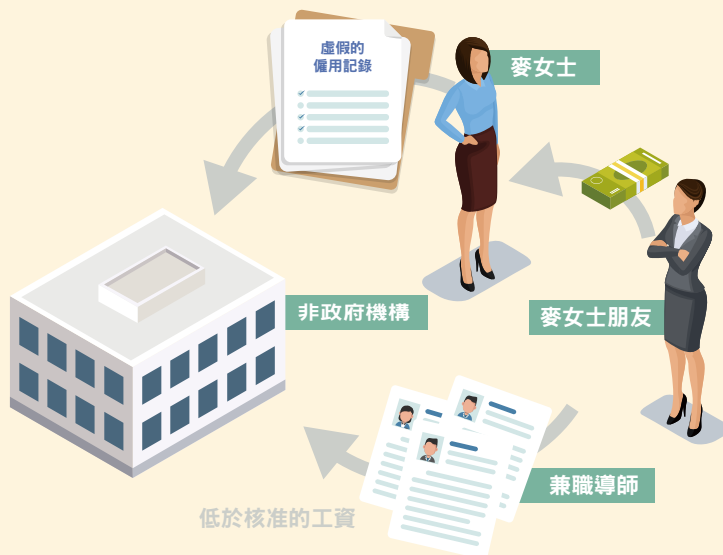 虛假的
僱用記錄
麥女士
非政府機構
麥女士朋友
兼職導師
低於核准的工資